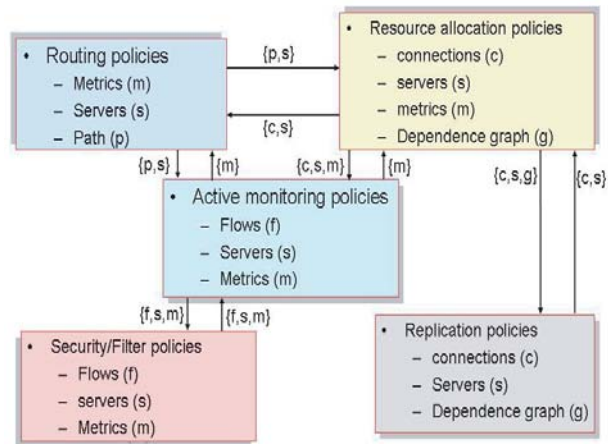 • Routing policies
– Metrics (m)
– Servers (s)
– Path (p)
{p,s}
{c,s}
• Resource allocation policies
– connections (c)
– servers (s)
– metrics (m)
– Dependence graph (g)
{p,s}
{m}
{c,s,m}
{m}
{c,s,g}
{c,s}
• Active monitoring policies
– Flows (f)
– Servers (s)
– Metrics (m)
{f,s,m}
{f,s,m}
• Security/Filter policies
– Flows (f)
– servers (s)
– Metrics (m)
• Replication policies
– connections (c)
– Servers (s)
– Dependence graph (g)